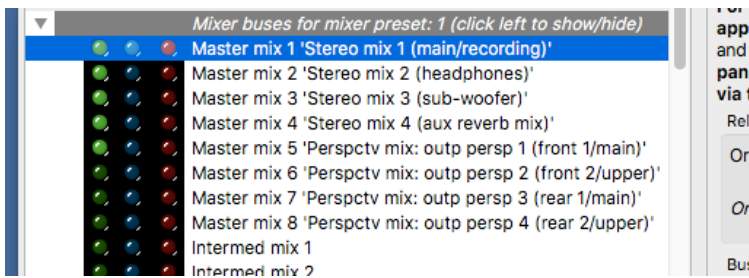 Mixer buses for mixer preset: 1 (click left to show/hide)
Master mix 1 'Stereo mix 1 (main/recording)'
Master mix 2 'Stereo mix 2 (headphones)'
Master mix 3 'Stereo mix 3 (sub-woofer)'
Master mix 4 'Stereo mix 4 (aux reverb mix)'
Master mix 5 'Perspctv mix: outp persp 1 (front 1/main)'
Master mix 6 'Perspctv mix: outp persp 2 (front 2/upper)'
Master mix 7 'Perspctv mix: outp persp 3 (rear 1/main)'
Master mix 8 'Perspctv mix: outp persp 4 (rear 2/upper)'
Intermed mix 1
Intermed mix 2
app
and
pan
via t
Rel
Or
Or
Bus